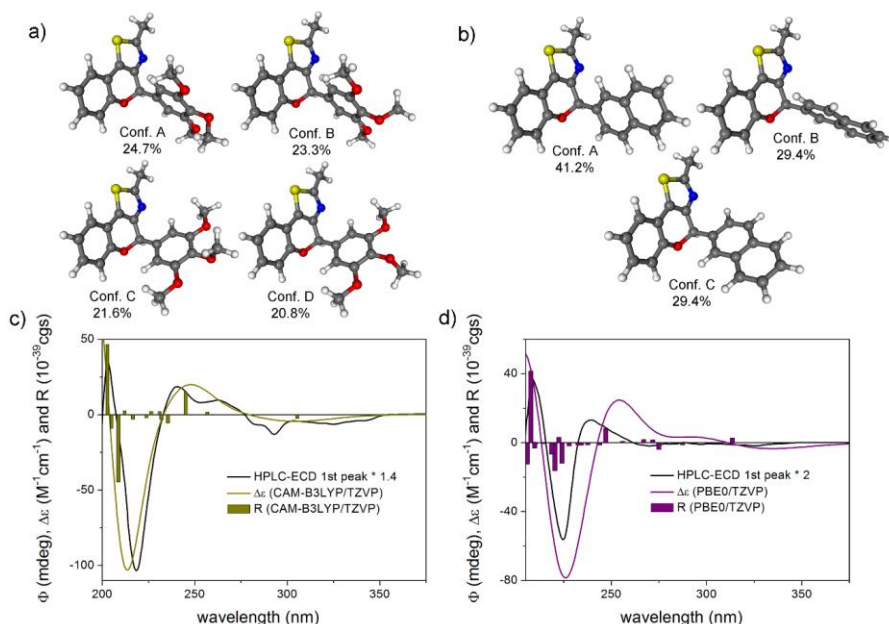 a)
Conf. A
24.7%
Conf. B
23.3%
Conf. C
21.6%
Conf. D
20.8%
b)
Conf. A
41.2%
Conf. B
29.4%
Conf. C
29.4%
c)
Φ (mdeg), Δε (M⁻¹cm⁻¹) and R (10⁻³⁹cgs)
50
0
-50
-100
HPLC-ECD 1st peak * 1.4
Δε (CAM-B3LYP/TZVP)
R (CAM-B3LYP/TZVP)
200
250
300
350
wavelength (nm)
d)
Φ (mdeg), Δε (M⁻¹cm⁻¹) and R (10⁻³⁹cgs)
40
0
-40
-80
HPLC-ECD 1st peak * 2
Δε (PBE0/TZVP)
R (PBE0/TZVP)
250
300
350
wavelength (nm)